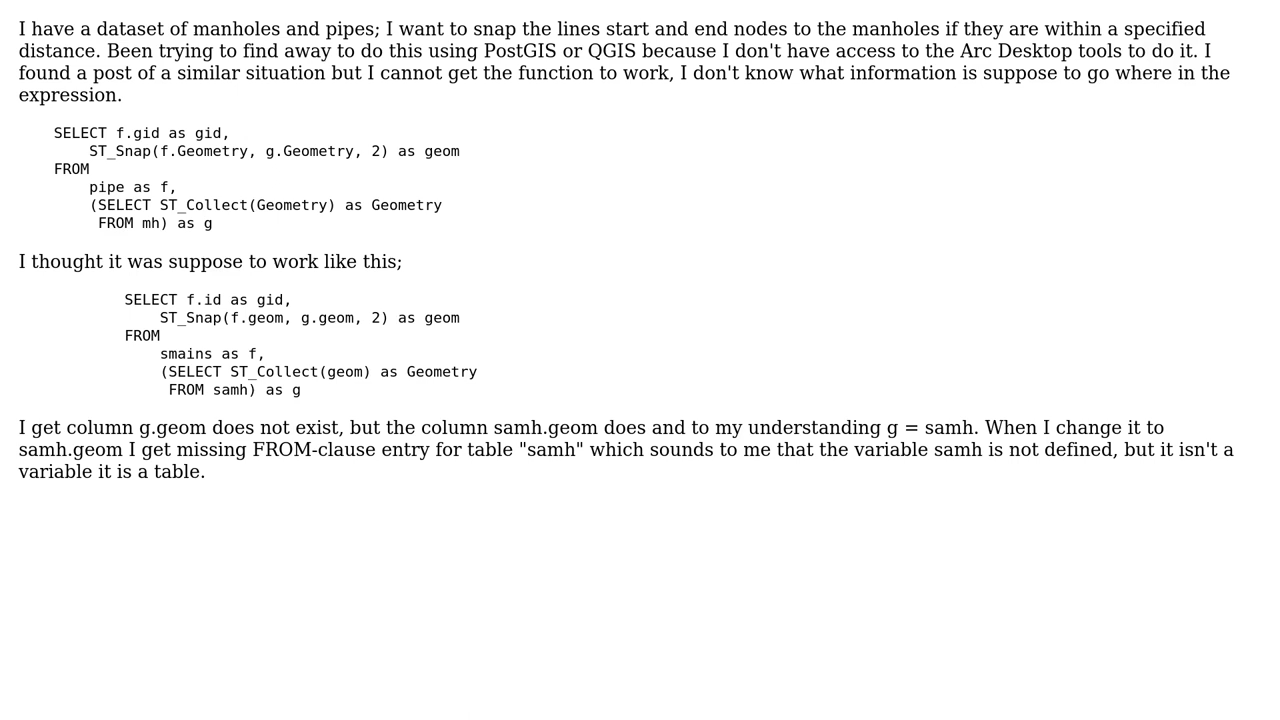 I have a dataset of manholes and pipes; I want to snap the lines start and end nodes to the manholes if they are within a specified
distance. Been trying to find away to do this using PostGIS or QGIS because I don't have access to the Arc Desktop tools to do it. I
found a post of a similar situation but I cannot get the function to work, I don't know what information is suppose to go where in the
expression.
SELECT f.gid as gid,
ST_Snap(f.Geometry, g.Geometry, 2) as geom
FROM
pipe as f,
(SELECT ST_Collect(Geometry) as Geometry
FROM mh) as g
I thought it was suppose to work like this;
SELECT f.id as gid,
ST_Snap(f.geom, g.geom, 2) as geom
FROM
smains as f,
(SELECT ST_Collect(geom) as Geometry
FROM samh) as g
I get column g.geom does not exist, but the column samh.geom does and to my understanding g = samh. When I change it to
samh.geom I get missing FROM-clause entry for table "samh" which sounds to me that the variable samh is not defined, but it isn't a
variable it is a table.